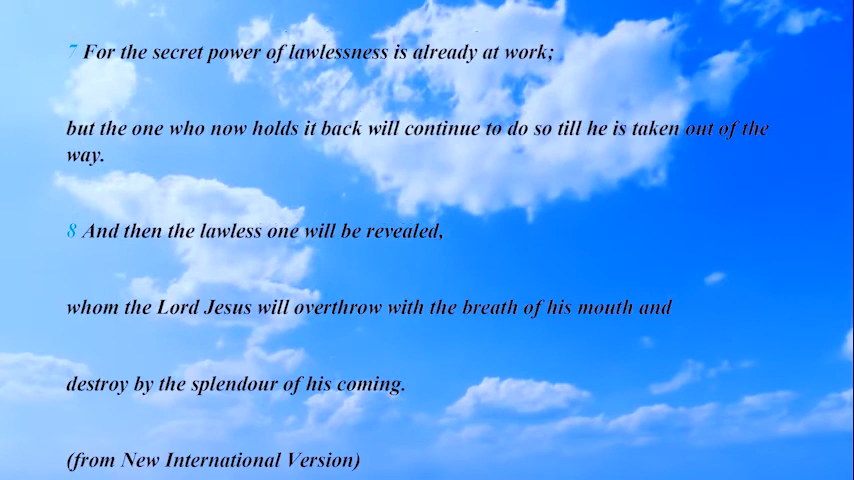 7 For the secret power of lawlessness is already at work;
but the one who now holds it back will continue to do so till he is taken out of the
way.
8 And then the lawless one will be revealed,
whom the Lord Jesus will overthrow with the breath of his mouth and
destroy by the splendour of his coming.
(from New International Version)